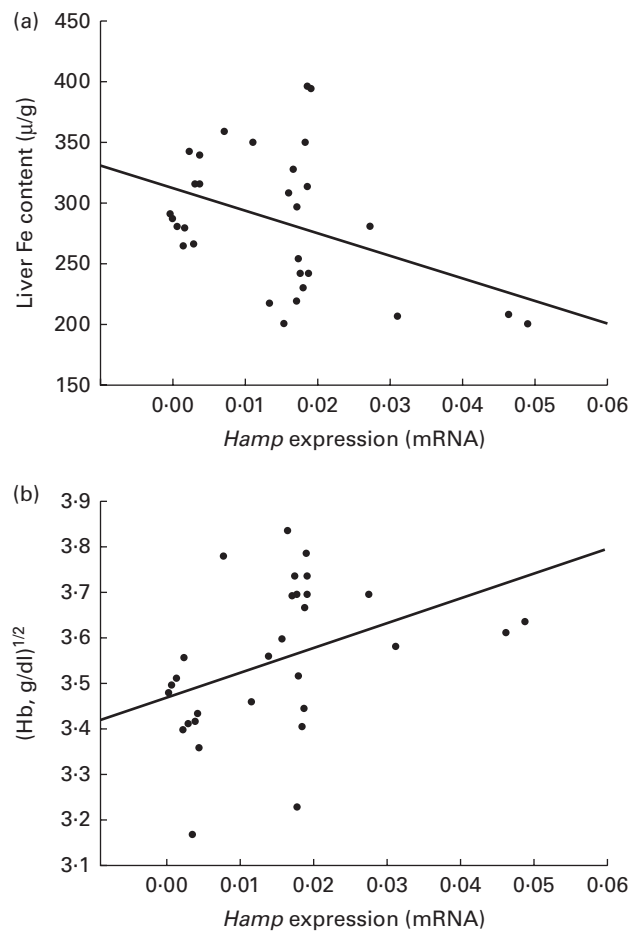 (a)
450
400
350
300
250
200
150
Liver Fe content (μ/g)
0·00 0·01 0·02 0·03 0·04 0·05 0·06
Hamp expression (mRNA)
(b)
3·9
3·8
3·7
3·6
3·5
3·4
3·3
3·2
3·1
(Hb, g/dl)1/2
0·00 0·01 0·02 0·03 0·04 0·05 0·06
Hamp expression (mRNA)